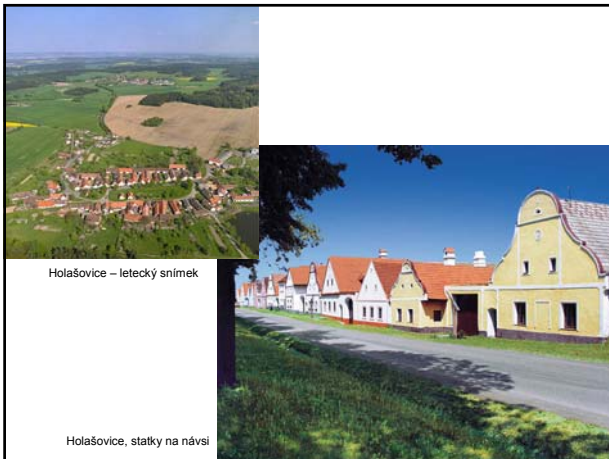 Holašovice – letecký snímek
Holašovice, statky na návsi